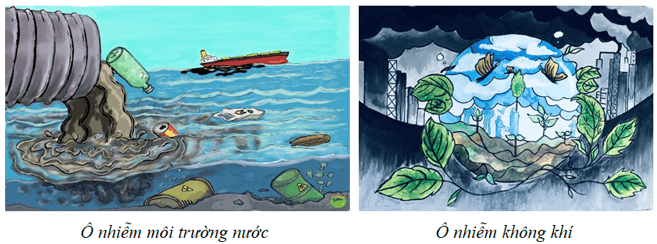 Ô nhiễm môi trường nước
Ô nhiễm không khí